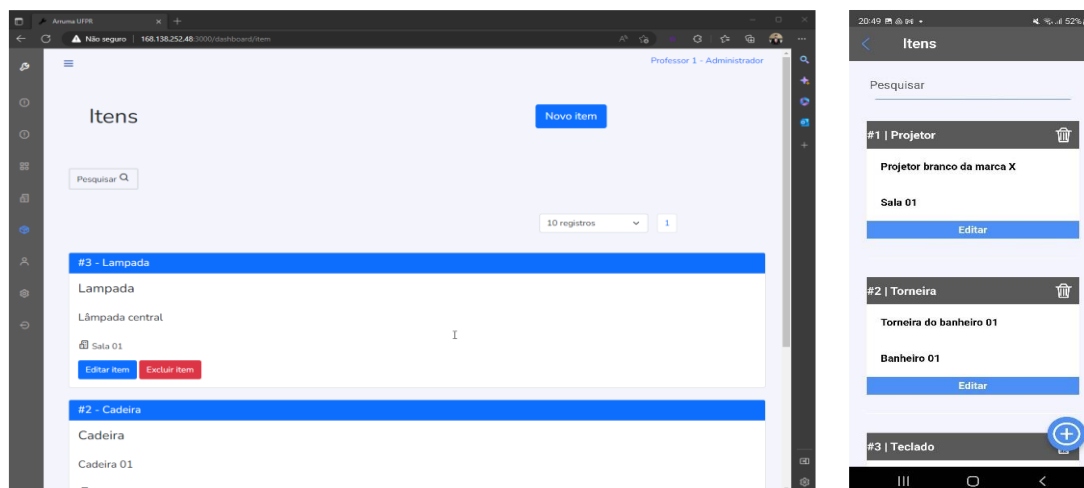 Arruma UFPR
Não seguro | 168.138.252.48:3000/dashboard/item
Professor 1 - Administrador
Itens
Novo item
Pesquisar
10 registros
1
#3 - Lampada
Lampada
Lâmpada central
Sala 01
Editar item
Excluir item
#2 - Cadeira
Cadeira
Cadeira 01
20:49
52%
Itens
Pesquisar
#1 | Projetor
Projetor branco da marca X
Sala 01
Editar
#2 | Torneira
Torneira do banheiro 01
Banheiro 01
Editar
#3 | Teclado